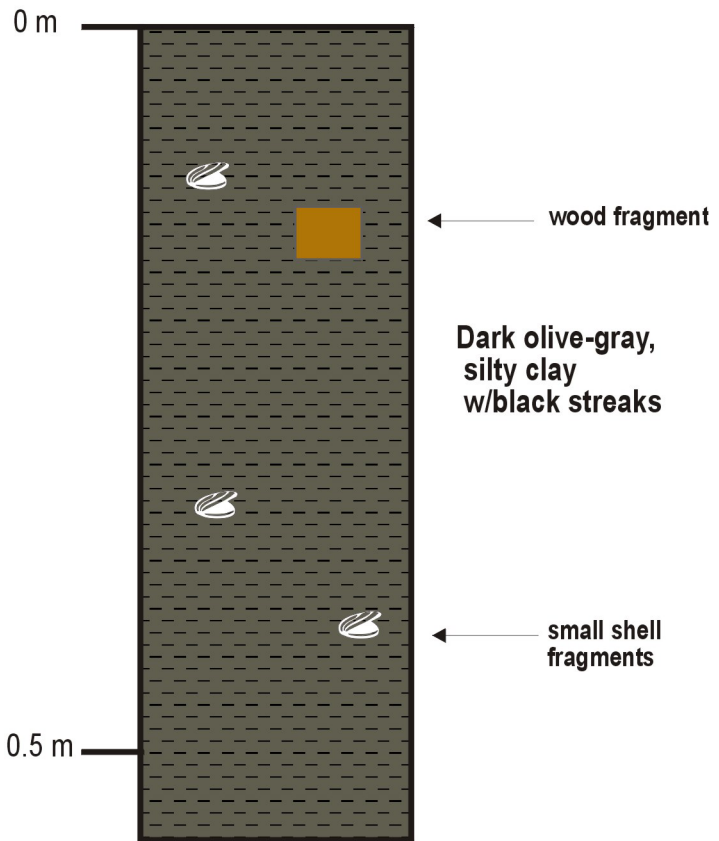 0 m
wood fragment
Dark olive-gray,
silty clay
w/black streaks
small shell
fragments
0.5 m